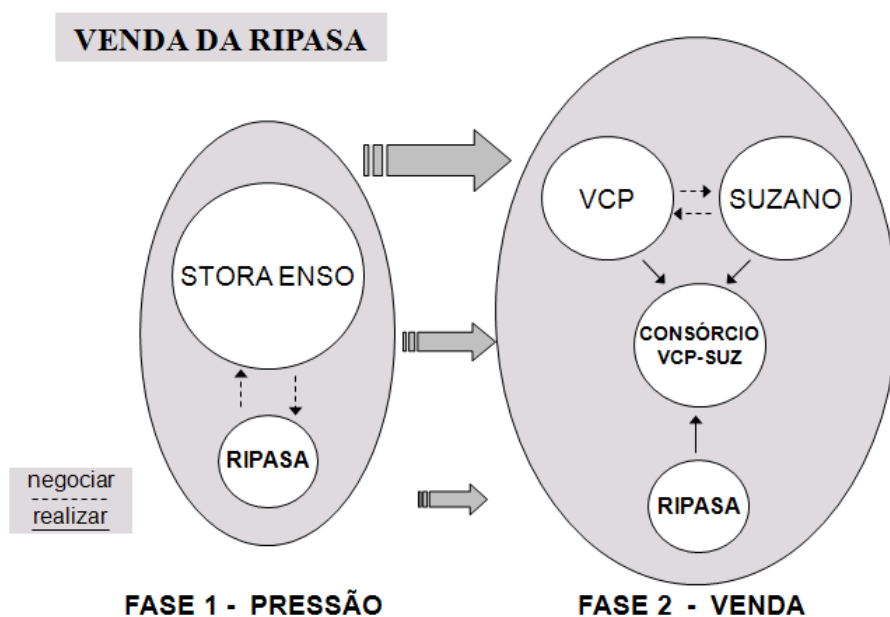 VENDA DA RIPASA
STORA ENSO
RIPASA
VCP
SUZANO
CONSÓRCIO
VCP-SUZ
RIPASA
negociar
realizar
FASE 1 - PRESSÃO
FASE 2 - VENDA